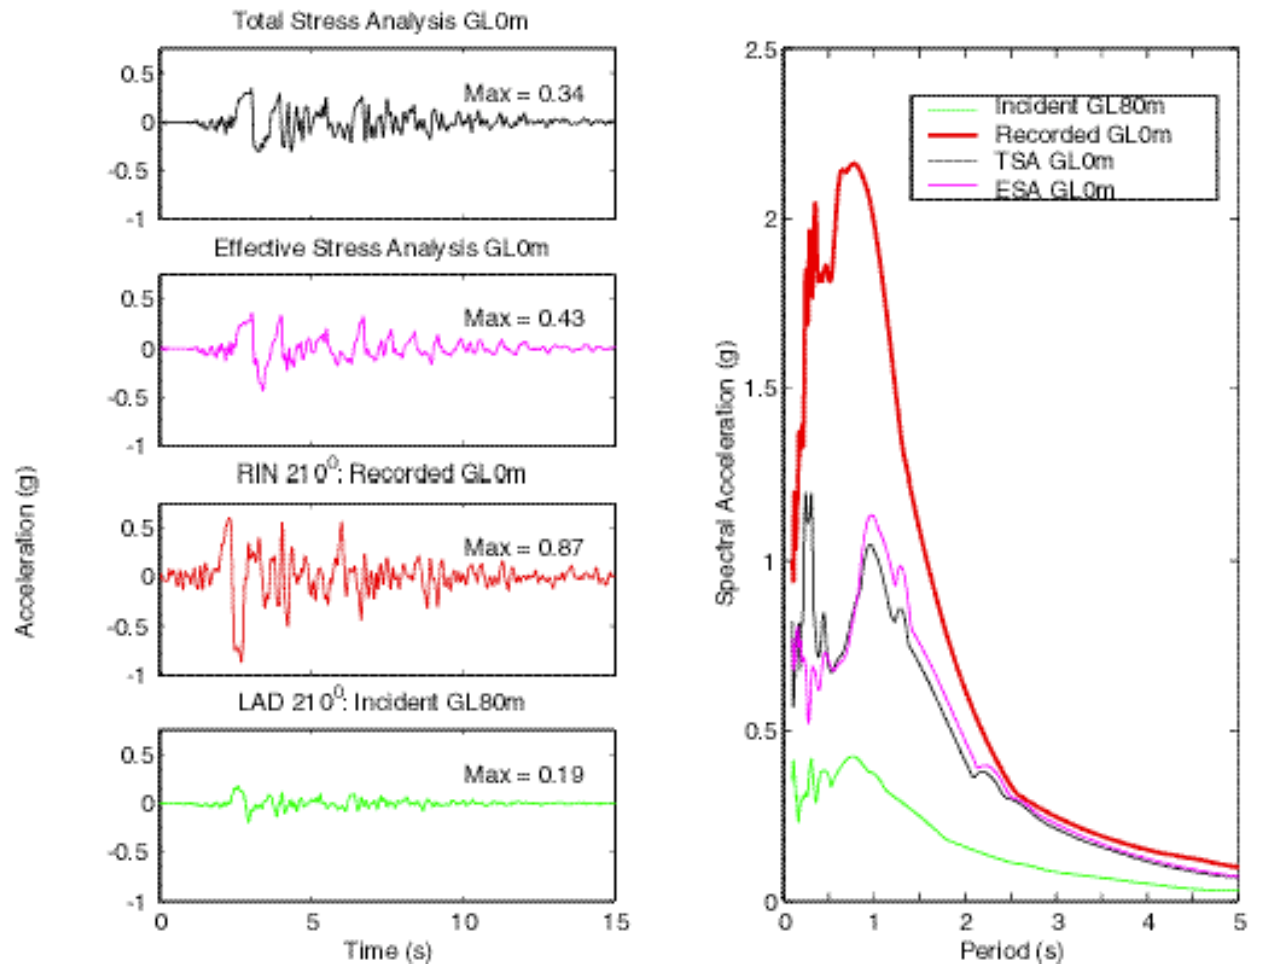 Total Stress Analysis GL0m
0.5
0
-0.5
-1
Max = 0.34
Effective Stress Analysis GL0m
0.5
0
-0.5
-1
Max = 0.43
RIN 210⁰: Recorded GL0m
0.5
0
-0.5
-1
Max = 0.87
LAD 210⁰: Incident GL80m
0.5
0
-0.5
-1
Max = 0.19
0 5 10 15
Time (s)
Acceleration (g)
2.5
2
1.5
1
0.5
0
Spectral Acceleration (g)
Incident GL80m
Recorded GL0m
TSA GL0m
ESA GL0m
0 1 2 3 4 5
Period (s)